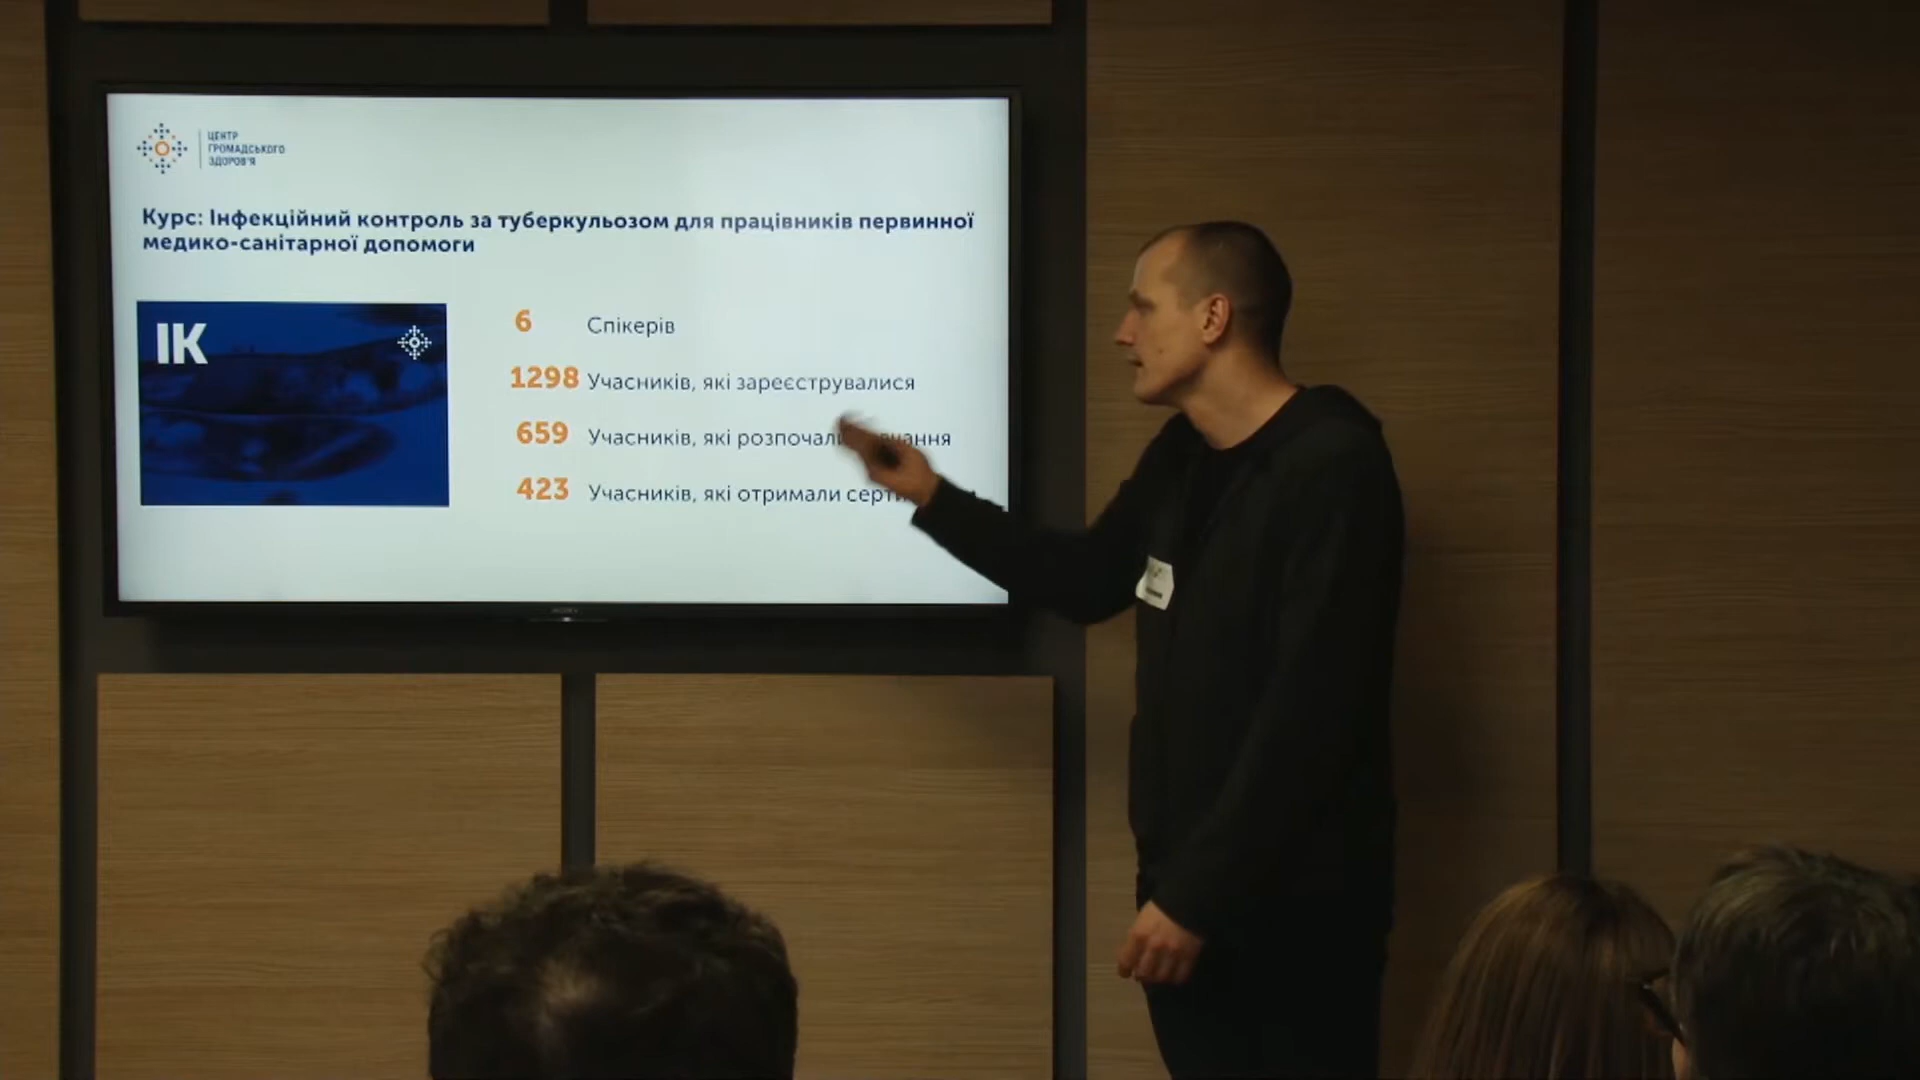 ЦЕНТР
ГРОМАДСЬКОГО
ЗДОРОВ'Я
Курс: Інфекційний контроль за туберкульозом для працівників первинної
медико-санітарної допомоги
ІК
6 Спікерів
1298 Учасників, які зареєструвалися
659 Учасників, які розпочали
423 Учасників, які отримали